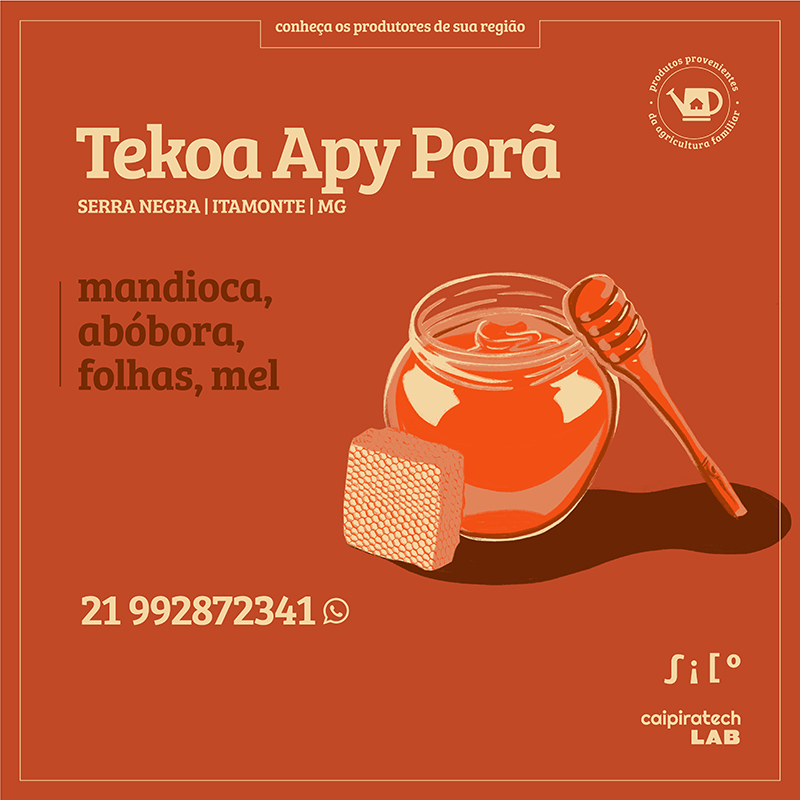 conheça os produtores de sua região
produtos provenientes
da agricultura familiar
Tekoa Apy Porã
SERRA NEGRA | ITAMONTE | MG
mandioca,
abóbora,
folhas, mel
21 992872341
silo
caipiratech
LAB